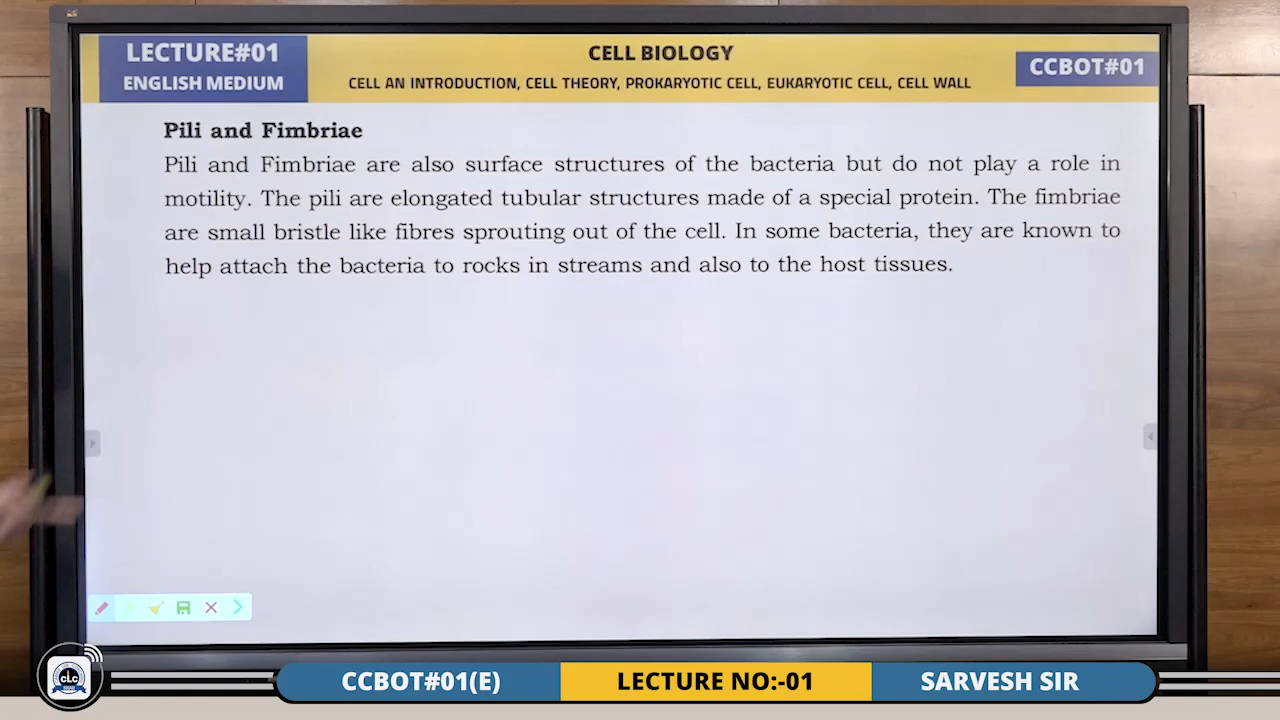 LECTURE#01
ENGLISH MEDIUM
CELL BIOLOGY
CELL AN INTRODUCTION, CELL THEORY, PROKARYOTIC CELL, EUKARYOTIC CELL, CELL WALL
CCBOT#01
Pili and Fimbriae
Pili and Fimbriae are also surface structures of the bacteria but do not play a role in
motility. The pili are elongated tubular structures made of a special protein. The fimbriae
are small bristle like fibres sprouting out of the cell. In some bacteria, they are known to
help attach the bacteria to rocks in streams and also to the host tissues.
CLC
CCBOT#01(E)
LECTURE NO:-01
SARVESH SIR